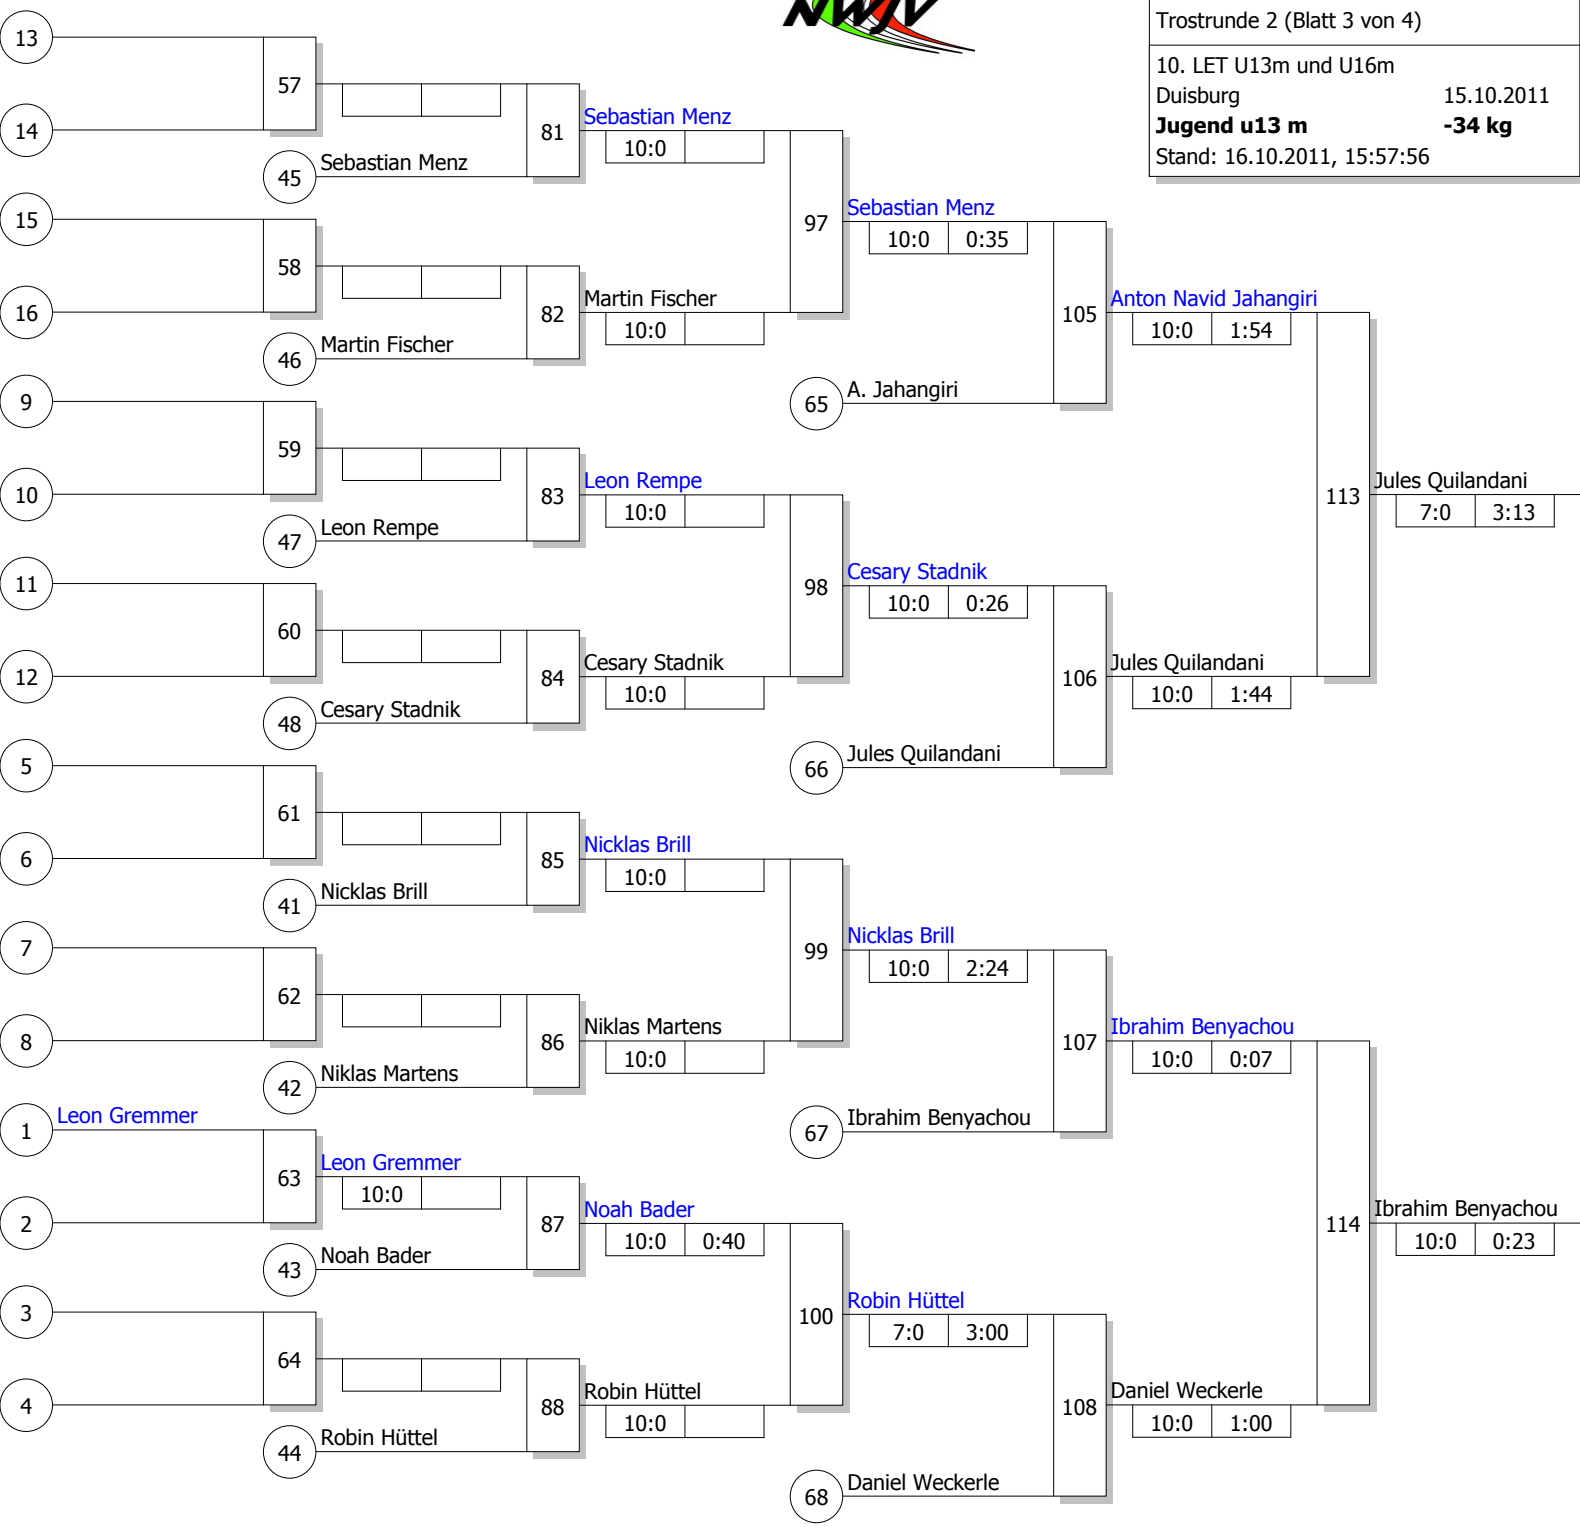 NWJV
Trostrunde 2 (Blatt 3 von 4)
10. LET U13m und U16m
Duisburg 15.10.2011
Jugend u13 m -34 kg
Stand: 16.10.2011, 15:57:56
13
57
14
81
Sebastian Menz
10:0
45
Sebastian Menz
15
97
Sebastian Menz
10:0 0:35
58
16
82
Martin Fischer
10:0
46
Martin Fischer
105
Anton Navid Jahangiri
10:0 1:54
9
65
A. Jahangiri
59
10
83
Leon Rempe
10:0
47
Leon Rempe
113
Jules Quilandani
7:0 3:13
11
98
Cesary Stadnik
10:0 0:26
60
12
84
Cesary Stadnik
10:0
48
Cesary Stadnik
106
Jules Quilandani
10:0 1:44
5
66
Jules Quilandani
61
6
85
Nicklas Brill
10:0
41
Nicklas Brill
7
99
Nicklas Brill
10:0 2:24
62
8
86
Niklas Martens
10:0
42
Niklas Martens
107
Ibrahim Benyachou
10:0 0:07
1
Leon Gremmer
67
Ibrahim Benyachou
63
Leon Gremmer
10:0
2
87
Noah Bader
10:0 0:40
43
Noah Bader
114
Ibrahim Benyachou
10:0 0:23
3
100
Robin Hüttel
7:0 3:00
64
4
88
Robin Hüttel
10:0
44
Robin Hüttel
108
Daniel Weckerle
10:0 1:00
68
Daniel Weckerle